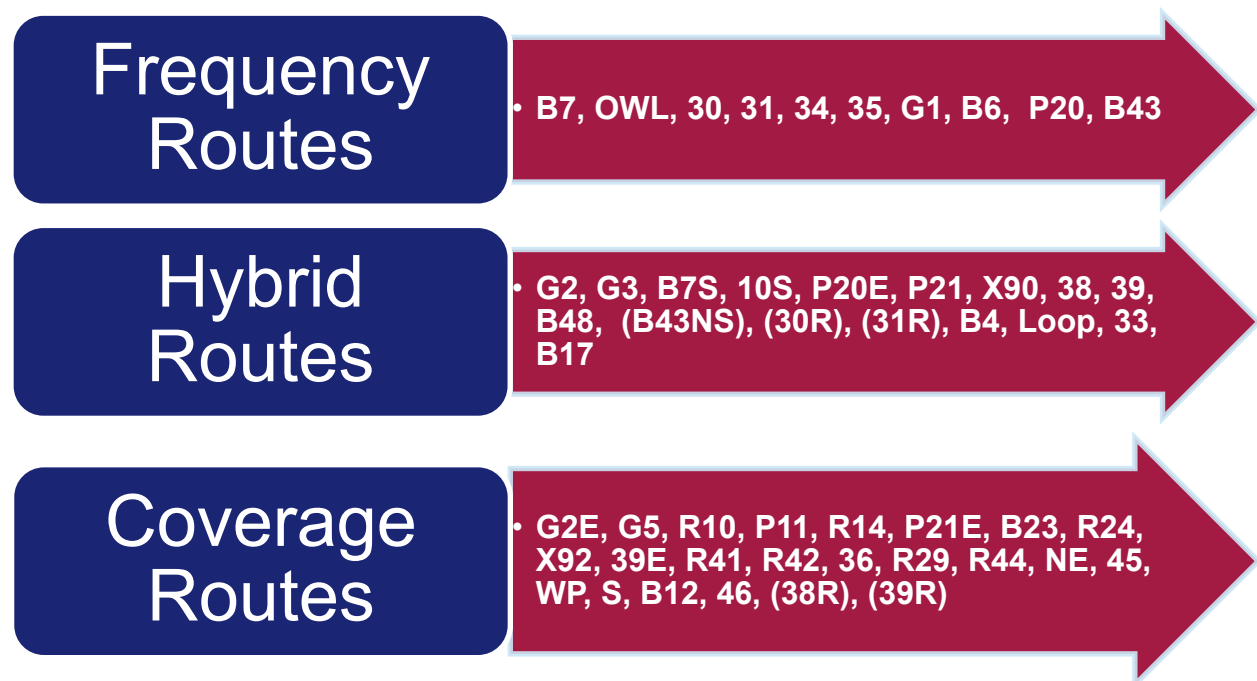 Frequency
Routes
• B7, OWL, 30, 31, 34, 35, G1, B6, P20, B43
Hybrid
Routes
• G2, G3, B7S, 10S, P20E, P21, X90, 38, 39,
B48, (B43NS), (30R), (31R), B4, Loop, 33,
B17
Coverage
Routes
• G2E, G5, R10, P11, R14, P21E, B23, R24,
X92, 39E, R41, R42, 36, R29, R44, NE, 45,
WP, S, B12, 46, (38R), (39R)